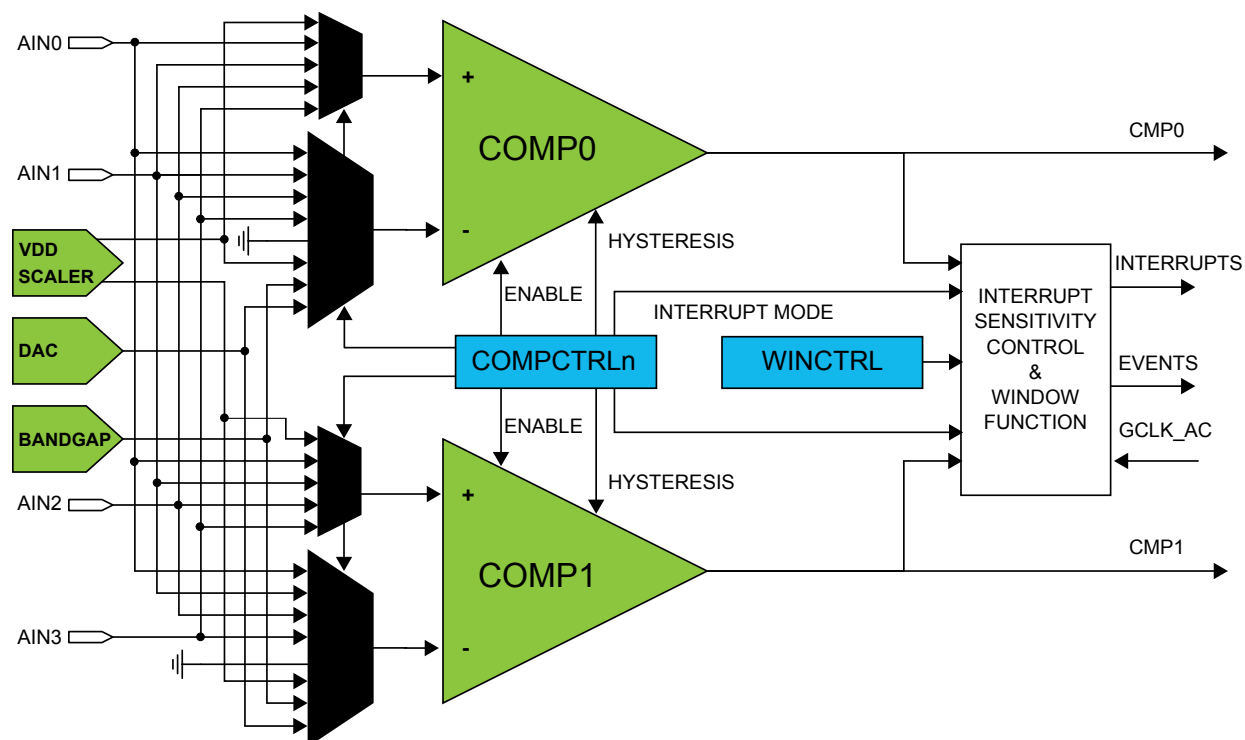 AIN0
+
COMP0
CMP0
AIN1
-
VDD
SCALER
HYSTERESIS
ENABLE
INTERRUPT MODE
INTERRUPT
SENSITIVITY
CONTROL
&
WINDOW
FUNCTION
INTERRUPTS
DAC
COMPCTRLn
WINCTRL
EVENTS
BANDGAP
ENABLE
GCLK_AC
HYSTERESIS
AIN2
+
COMP1
CMP1
AIN3
-